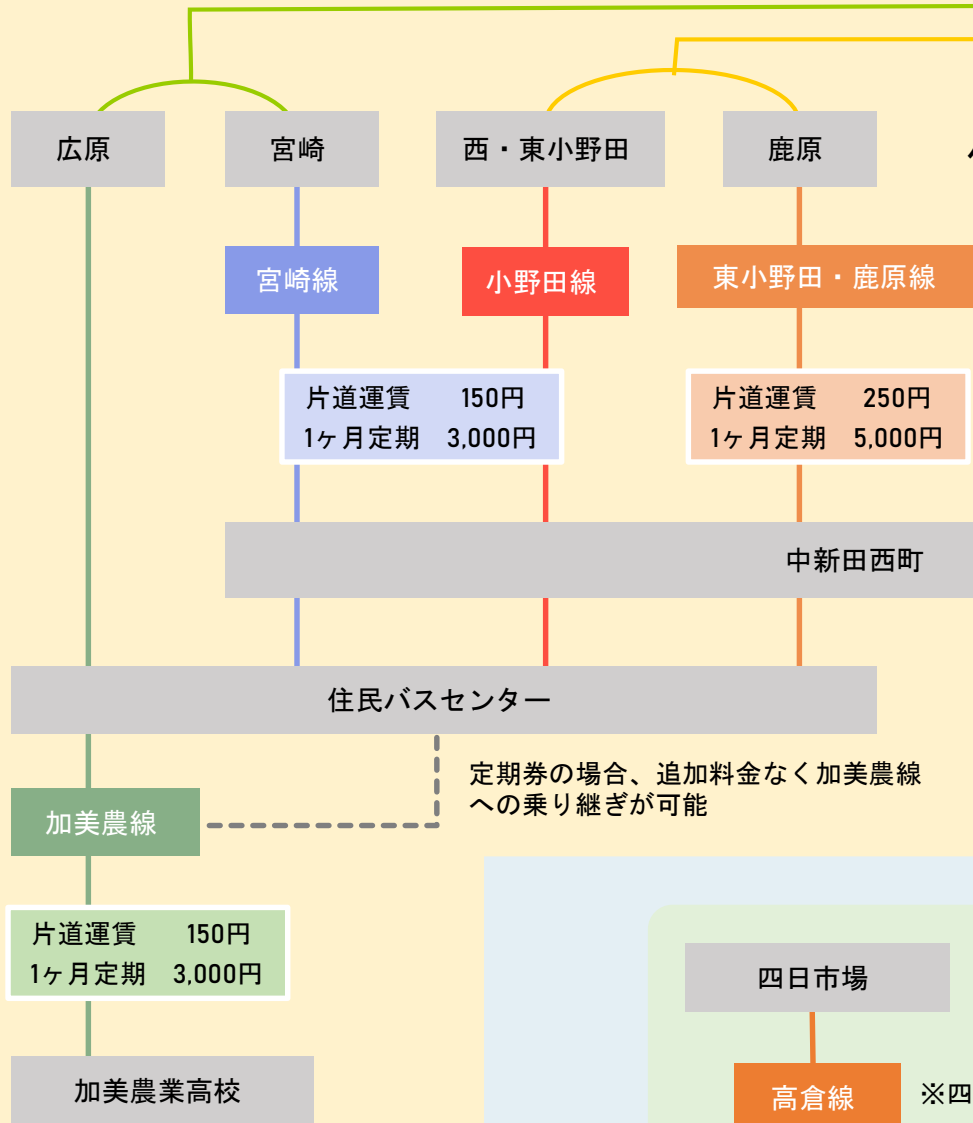 広原
宮崎
西・東小野田
鹿原
宮崎線
小野田線
東小野田・鹿原線
片道運賃 150円
1ヶ月定期 3,000円
片道運賃 250円
1ヶ月定期 5,000円
中新田西町
住民バスセンター
定期券の場合、追加料金なく加美農線
への乗り継ぎが可能
加美農線
片道運賃 150円
1ヶ月定期 3,000円
四日市場
加美農業高校
高倉線
※四